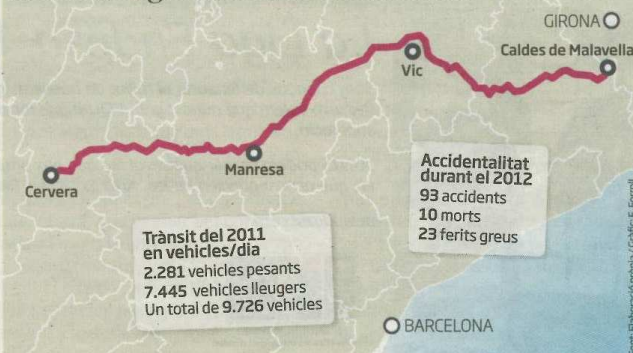 GIRONA
Caldes de Malavella
Vic
Manresa
Cervera
Accidentalitat
durant el 2012
93 accidents
10 morts
23 ferits greus
Trànsit del 2011
en vehicles/dia
2.281 vehicles pesants
7.445 vehicles lleugers
Un total de 9.726 vehicles
BARCELONA